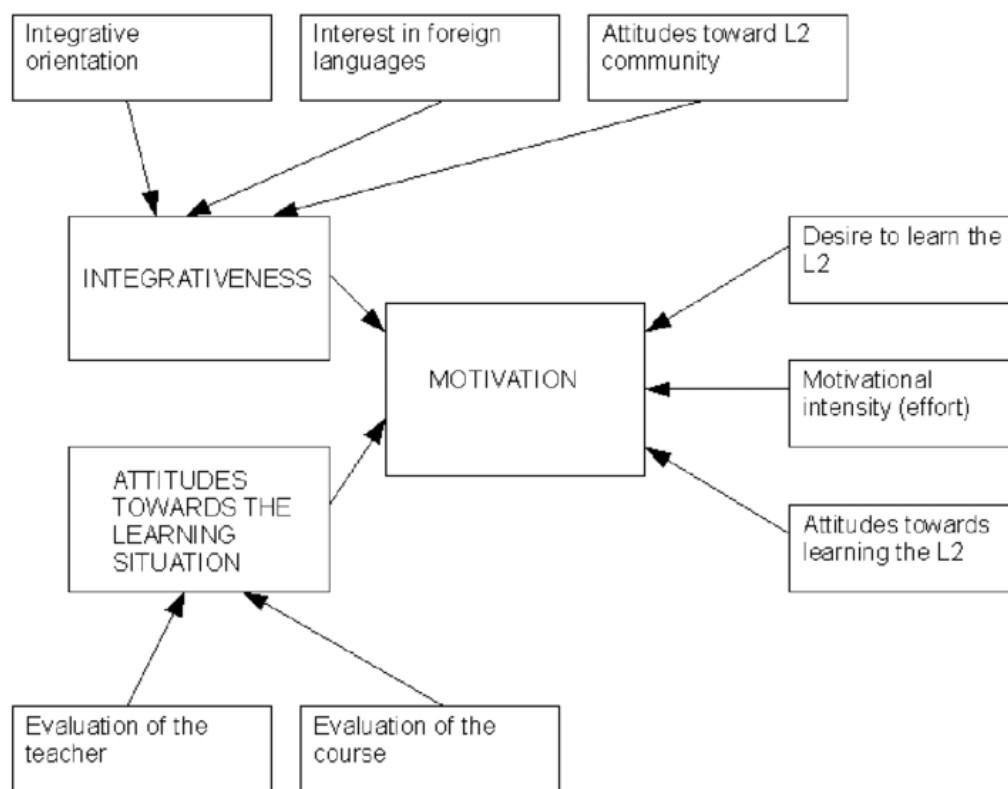 Integrative
orientation
Interest in foreign
languages
Attitudes toward L2
community
INTEGRATIVENESS
Desire to learn the
L2
MOTIVATION
Motivational
intensity (effort)
ATTITUDES
TOWARDS THE
LEARNING
SITUATION
Attitudes towards
learning the L2
Evaluation of the
teacher
Evaluation of the
course